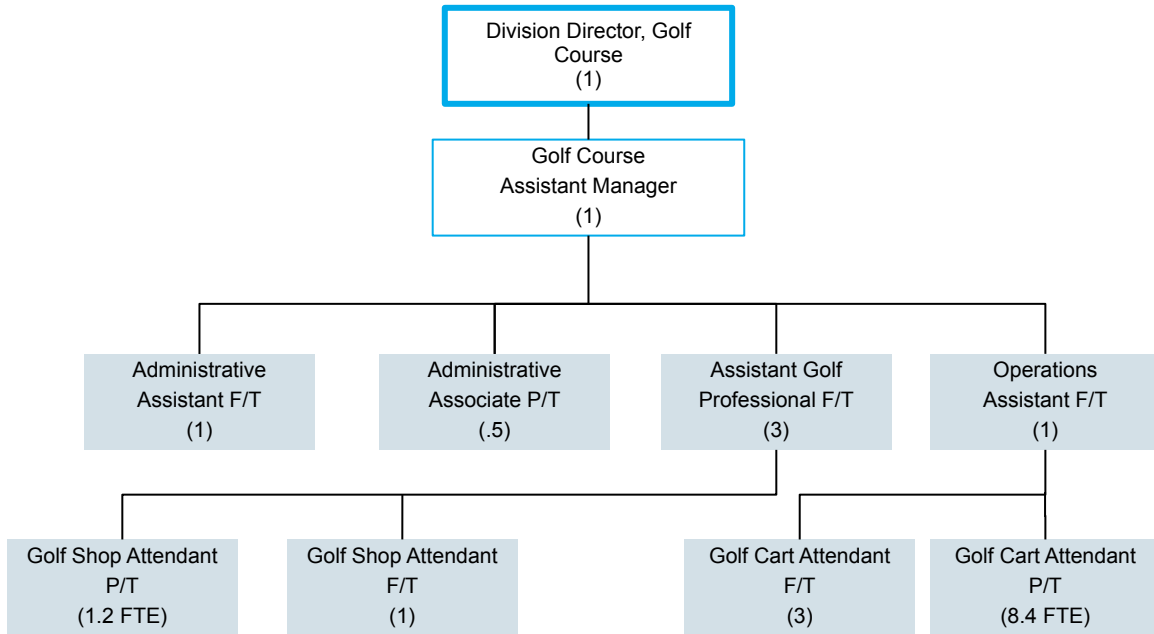 Division Director, Golf
Course
(1)
Golf Course
Assistant Manager
(1)
Administrative
Assistant F/T
(1)
Administrative
Associate P/T
(.5)
Assistant Golf
Professional F/T
(3)
Operations
Assistant F/T
(1)
Golf Shop Attendant
P/T
(1.2 FTE)
Golf Shop Attendant
F/T
(1)
Golf Cart Attendant
F/T
(3)
Golf Cart Attendant
P/T
(8.4 FTE)